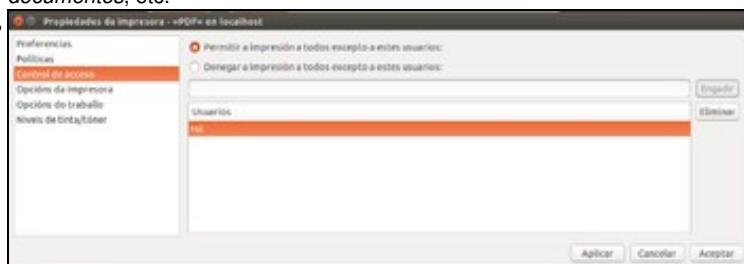 documentos, etc.
Propiedades da impresora - «PDF» en localhost
Preferencias
Políticas
Control de acceso
Opcións da impresora
Opcións do traballo
Niveis de tinta/tóner
Permitir a impresión a todos excepto a estes usuarios:
Denegar a impresión a todos excepto a estes usuarios:
Engadir
Usuarios
Eliminar
Aplicar
Cancelar
Aceptar